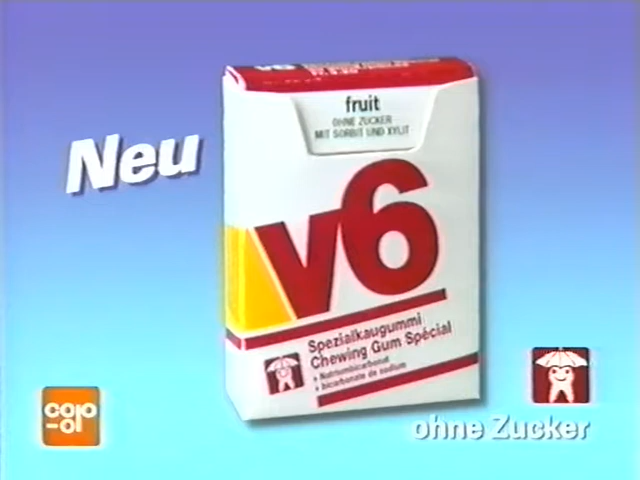 Neu
v6
fruit
OHNE ZUCKER
MIT SORBIT UND XYLIT
v6
Spezialkaugummi
Chewing Gum Spécial
• Natriumbicarbonat
• bicarbonate de sodium
ohne Zucker